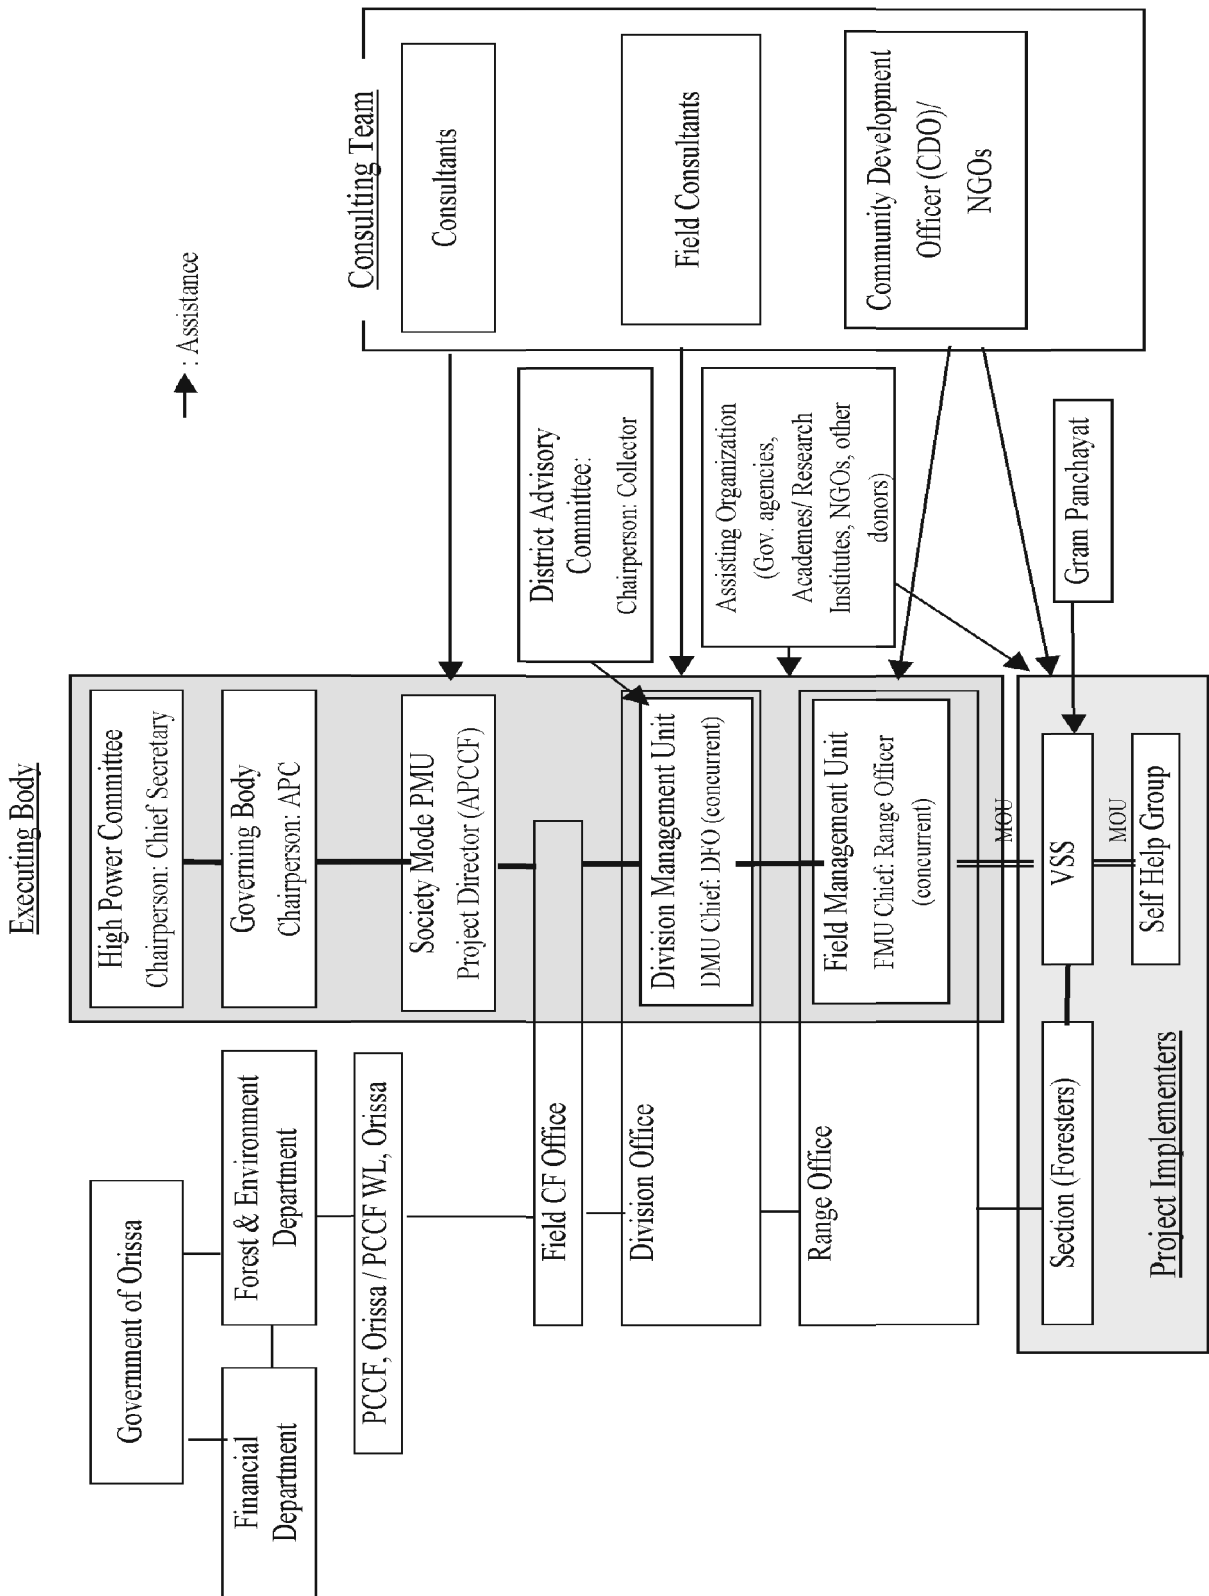 Executing Body
: Assistance
Government of Orissa
High Power Committee
Chairperson: Chief Secretary
Consulting Team
Financial
Department
Forest & Environment
Department
Governing Body
Chairperson: APC
PCCF, Orissa / PCCF WL, Orissa
Society Mode PMU
Project Director (APCCF)
Consultants
Field CF Office
District Advisory
Committee:
Chairperson: Collector
Division Office
Division Management Unit
DMU Chief: DFO (concurrent)
Field Consultants
Assisting Organization
(Gov. agencies,
Academes/ Research
Institutes, NGOs, other
donors)
Range Office
Field Management Unit
FMU Chief: Range Officer
(concurrent)
Community Development
Officer (CDO)/
NGOs
MOU
Section (Foresters)
VSS
Gram Panchayat
MOU
Self Help Group
Project Implementers